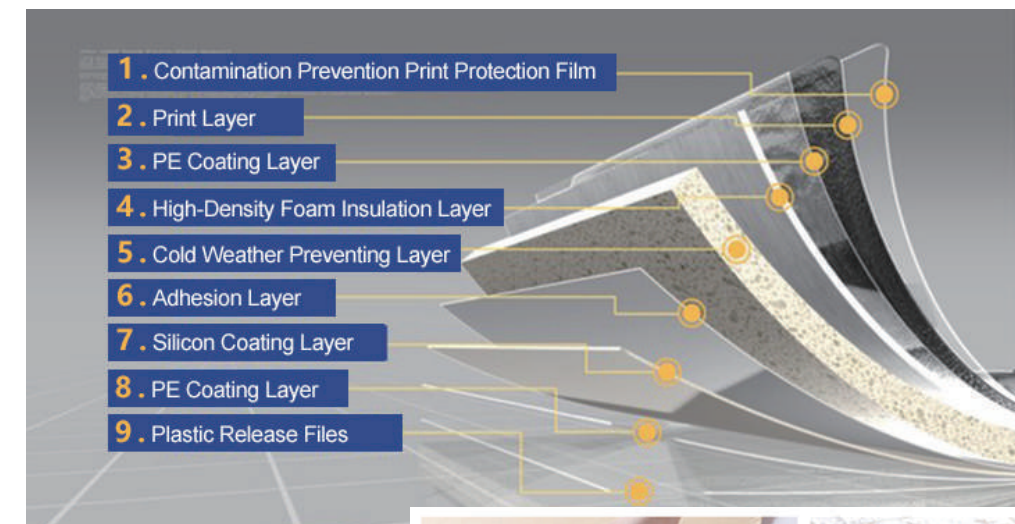 1. Contamination Prevention Print Protection Film
2. Print Layer
3. PE Coating Layer
4. High-Density Foam Insulation Layer
5. Cold Weather Preventing Layer
6. Adhesion Layer
7. Silicon Coating Layer
8. PE Coating Layer
9. Plastic Release Files